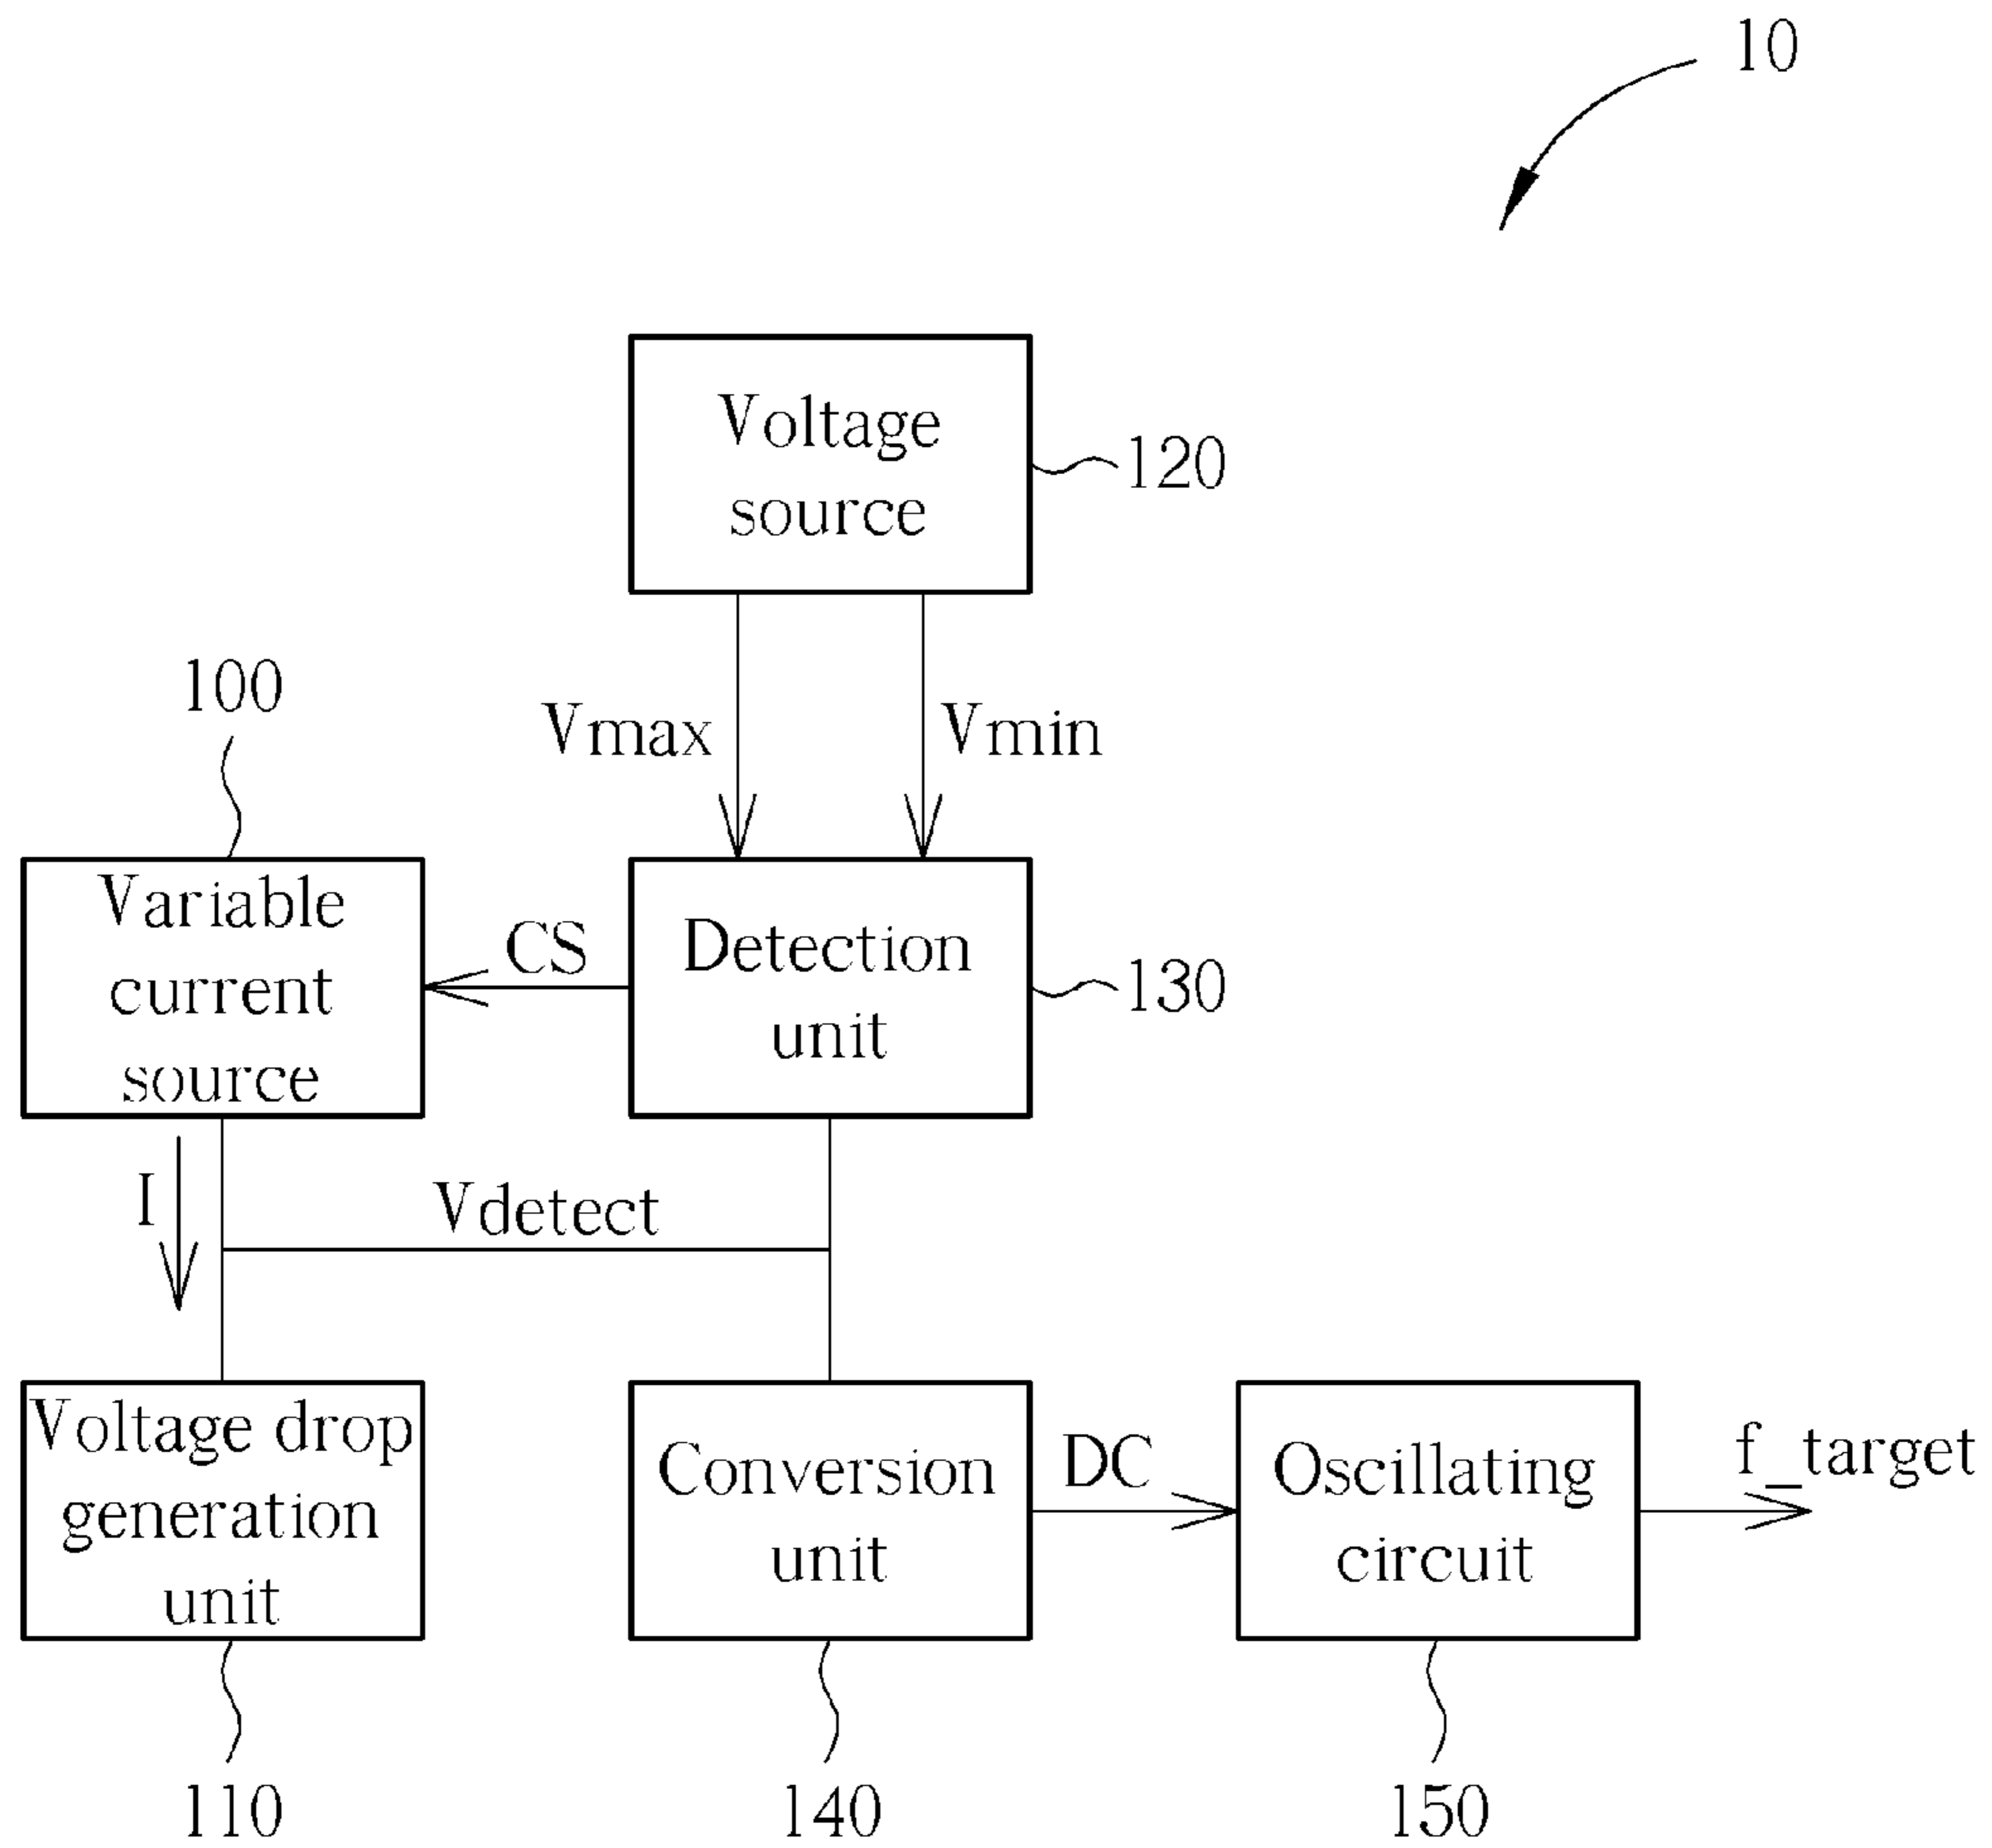 10
Voltage
source
120
100
Vmax
Vmin
Variable
current
source
CS
Detection
unit
130
I
Vdetect
Voltage drop
generation
unit
Conversion
unit
DC
Oscillating
circuit
f_target
110
140
150